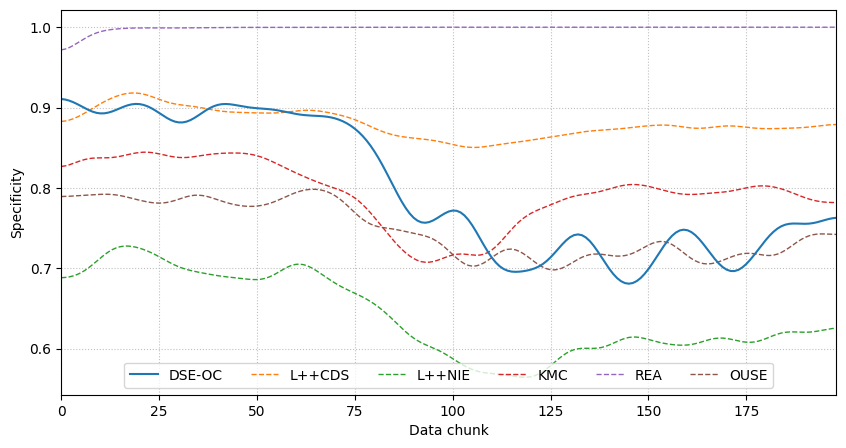 Specificity
1.0
0.9
0.8
0.7
0.6
DSE-OC L++CDS L++NIE KMC REA OUSE
0 25 50 75 100 125 150 175
Data chunk